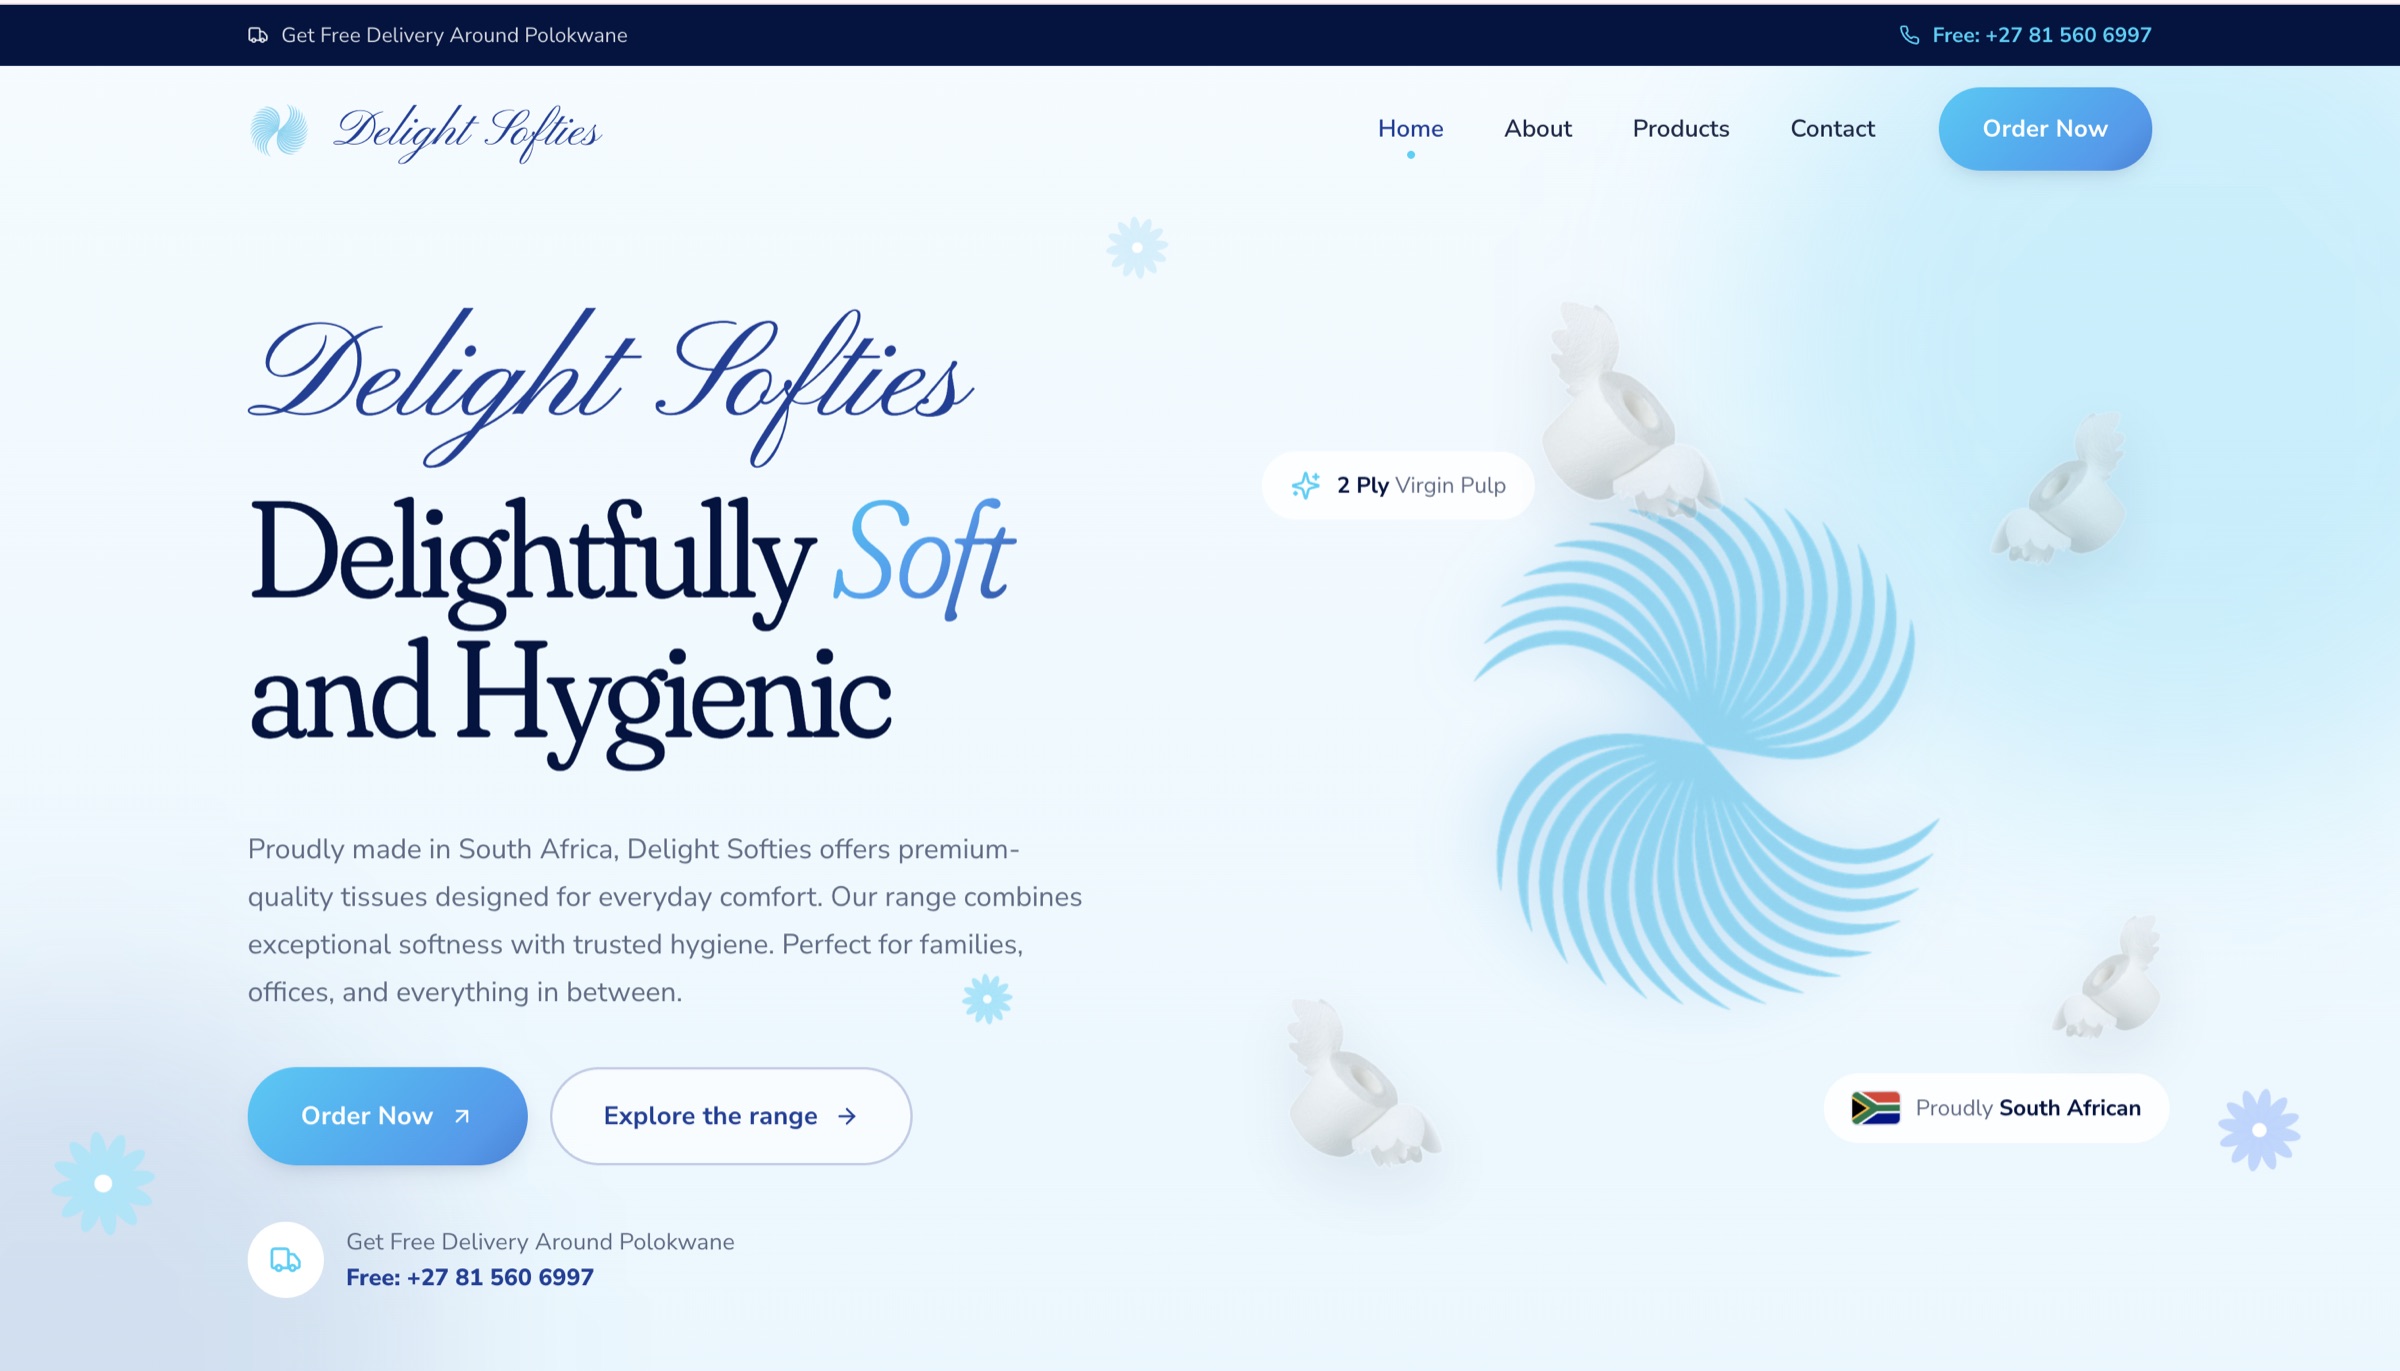 Get Free Delivery Around Polokwane
Free: +27 81 560 6997
Delight Softies
Home
About
Products
Contact
Order Now
Delight Softies
Delightfully Soft
and Hygienic
2 Ply Virgin Pulp
Proudly made in South Africa, Delight Softies offers premium-
quality tissues designed for everyday comfort. Our range combines
exceptional softness with trusted hygiene. Perfect for families,
offices, and everything in between.
Order Now
Explore the range
Proudly South African
Get Free Delivery Around Polokwane
Free: +27 81 560 6997